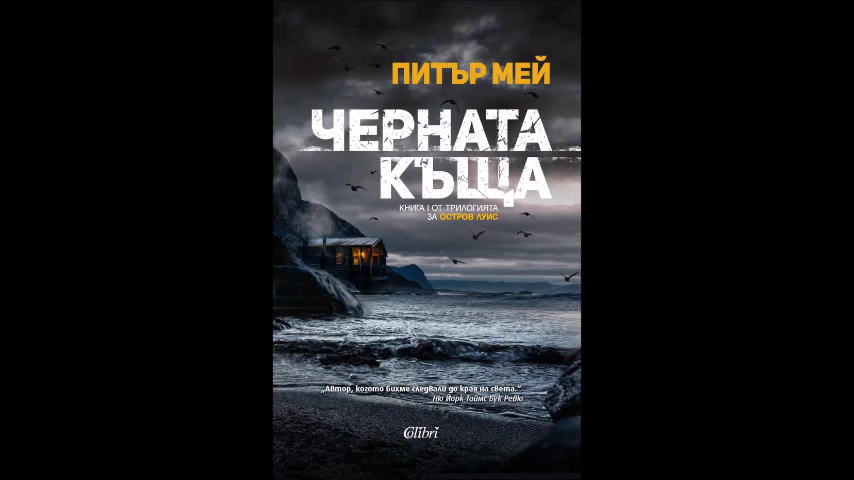 ПИТЪР МЕЙ
ЧЕРНАТА
КЪЩА
КНИГА I ОТ ТРИЛОГИЯТА
ЗА ОСТРОВ ЛУИС
„Автор, когото бихме следвали до края на света.“
Ню Йорк Таймс Бук Ревю
Colibri